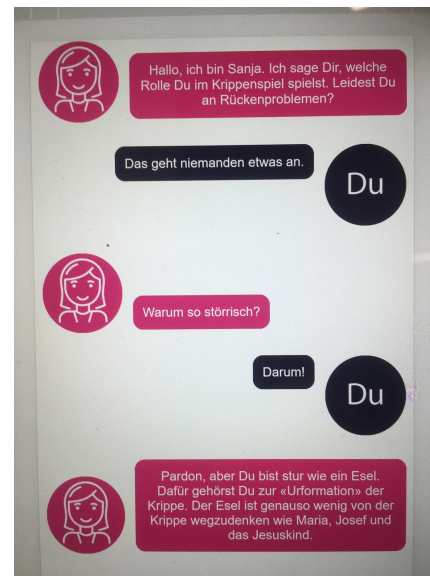 Hallo, ich bin Sanja. Ich sage Dir, welche
Rolle Du im Krippenspiel spielst. Leidest Du
an Rückenproblemen?
Das geht niemanden etwas an.
Du
Warum so störrisch?
Darum!
Du
Pardon, aber Du bist stur wie ein Esel.
Dafür gehörst Du zur «Urformation» der
Krippe. Der Esel ist genauso wenig von der
Krippe wegzudenken wie Maria, Josef und
das Jesuskind.